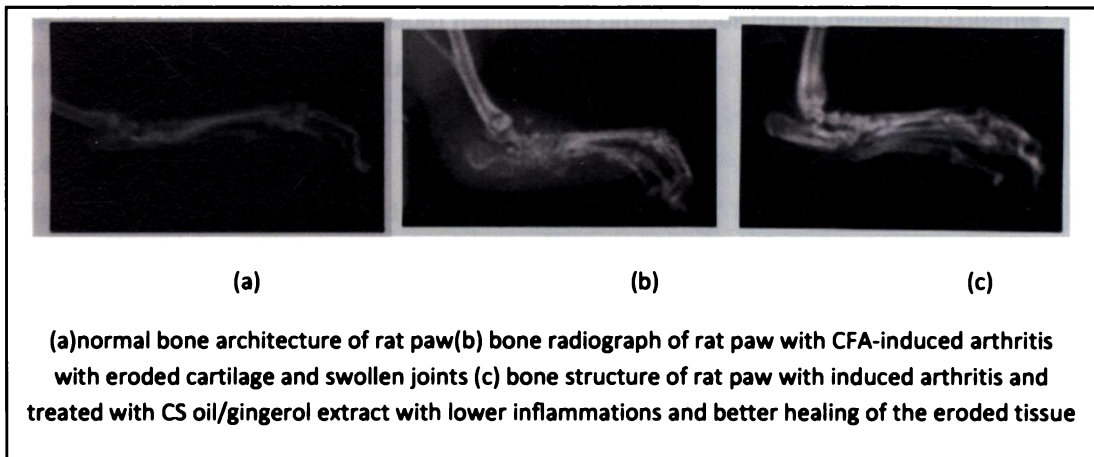 (a) (b) (c)
(a)normal bone architecture of rat paw(b) bone radiograph of rat paw with CFA-induced arthritis
with eroded cartilage and swollen joints (c) bone structure of rat paw with induced arthritis and
treated with CS oil/gingerol extract with lower inflammations and better healing of the eroded tissue